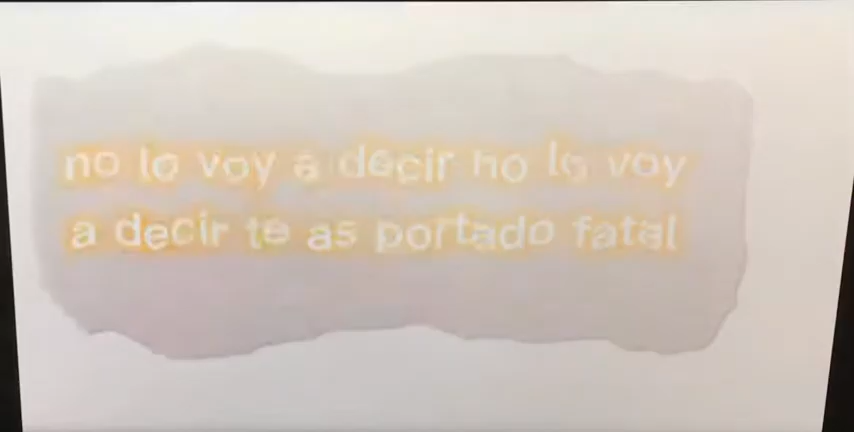 no lo voy a decir no lo voy
a decir te as portado fatal